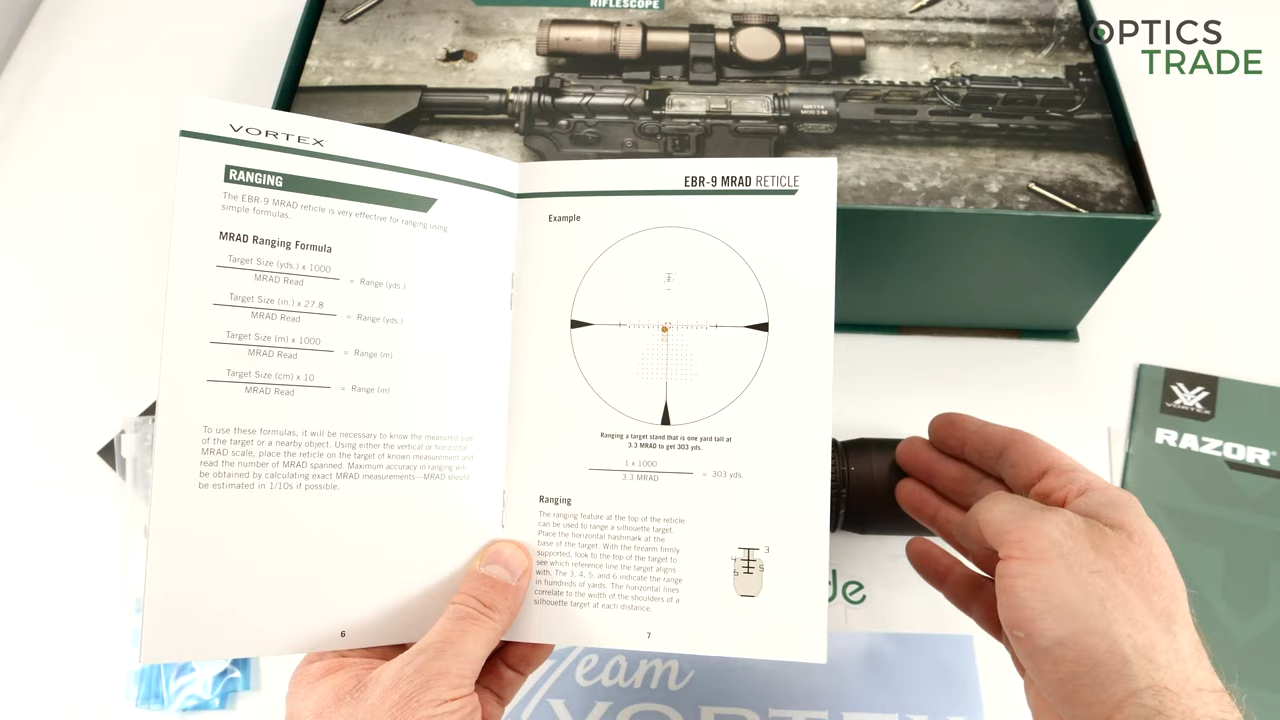 RIFLESCOPE
OPTICS
TRADE
VORTEX
RANGING
The EBR-9 MRAD reticle is very effective for ranging using
simple formulas.
MRAD Ranging Formula
Target Size (yds.) x 1000
MRAD Read
= Range (yds.)
Target Size (in.) x 27.8
MRAD Read
= Range (yds.)
Target Size (m) x 1000
MRAD Read
= Range (m)
Target Size (cm) x 10
MRAD Read
= Range (m)
To use these formulas, it will be necessary to know the measured size
of the target or a nearby object. Using either the vertical or horizontal
MRAD scale, place the reticle on the target of known measurement and
read the number of MRAD spanned. Maximum accuracy in ranging will
be obtained by calculating exact MRAD measurements—MRAD should
be estimated in 1/10s if possible.
6
EBR-9 MRAD RETICLE
Example
Ranging a target stand that is one yard tall at
3.3 MRAD to get 303 yds.
1 x 1000
3.3 MRAD
= 303 yds.
Ranging
The ranging feature at the top of the reticle
can be used to range a silhouette target.
Place the horizontal hashmark at the
base of the target. With the firearm firmly
supported, look to the top of the target to
see which reference line the target aligns
with. The 3, 4, 5, and 6 indicate the range
in hundreds of yards. The horizontal lines
correlate to the width of the shoulders of a
silhouette target at each distance.
3
4
5
6
7
VORTEX
RAZOR
de
Team
VORTEX